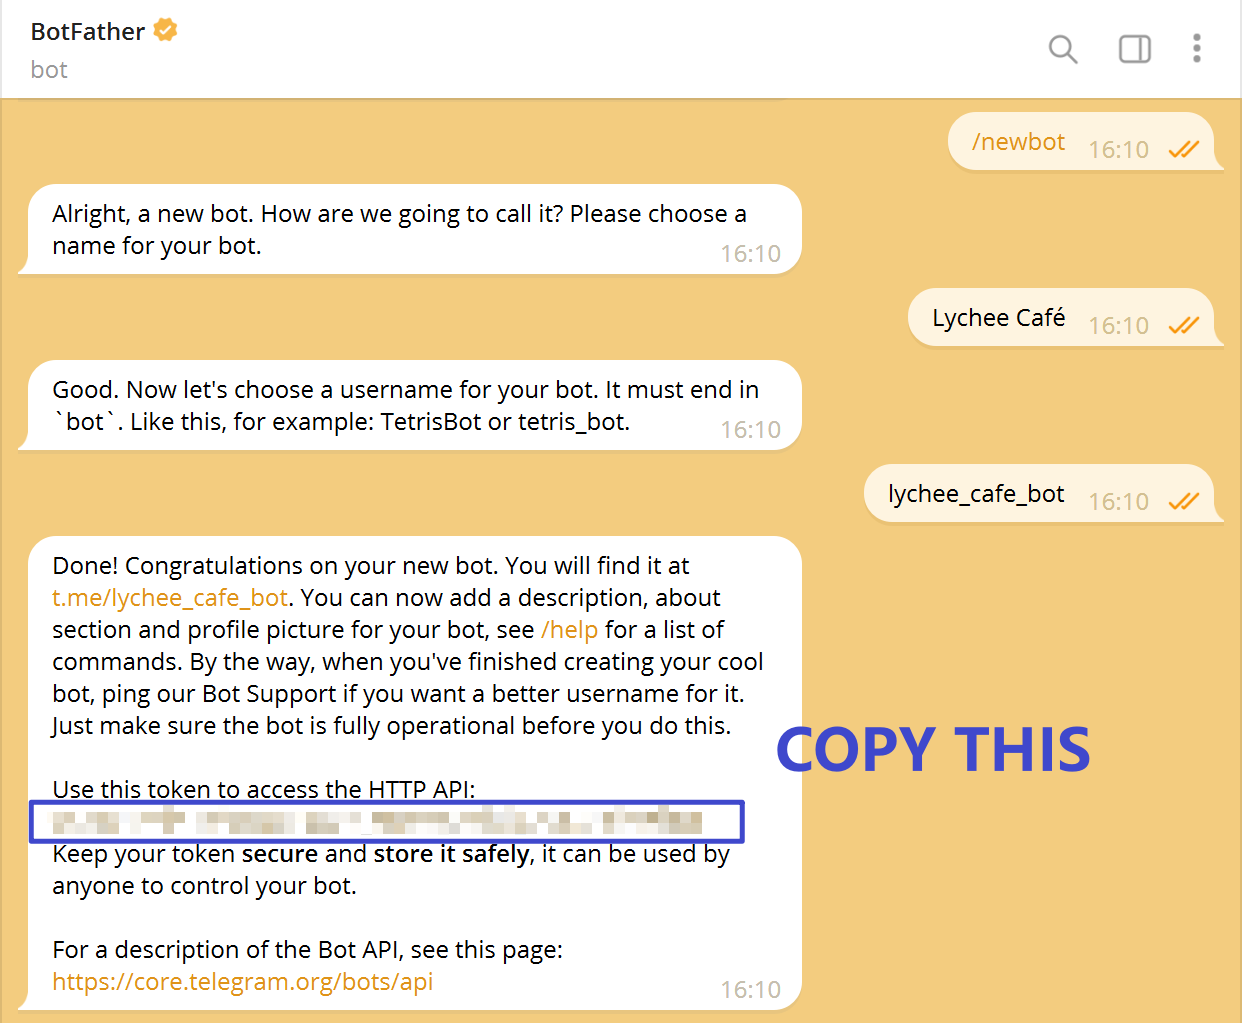 BotFather
bot
/newbot 16:10
Alright, a new bot. How are we going to call it? Please choose a
name for your bot.
16:10
Lychee Café 16:10
Good. Now let's choose a username for your bot. It must end in
`bot`. Like this, for example: TetrisBot or tetris_bot.
16:10
lychee_cafe_bot 16:10
Done! Congratulations on your new bot. You will find it at
t.me/lychee_cafe_bot. You can now add a description, about
section and profile picture for your bot, see /help for a list of
commands. By the way, when you've finished creating your cool
bot, ping our Bot Support if you want a better username for it.
Just make sure the bot is fully operational before you do this.
COPY THIS
Use this token to access the HTTP API:
Keep your token secure and store it safely, it can be used by
anyone to control your bot.
For a description of the Bot API, see this page:
https://core.telegram.org/bots/api
16:10